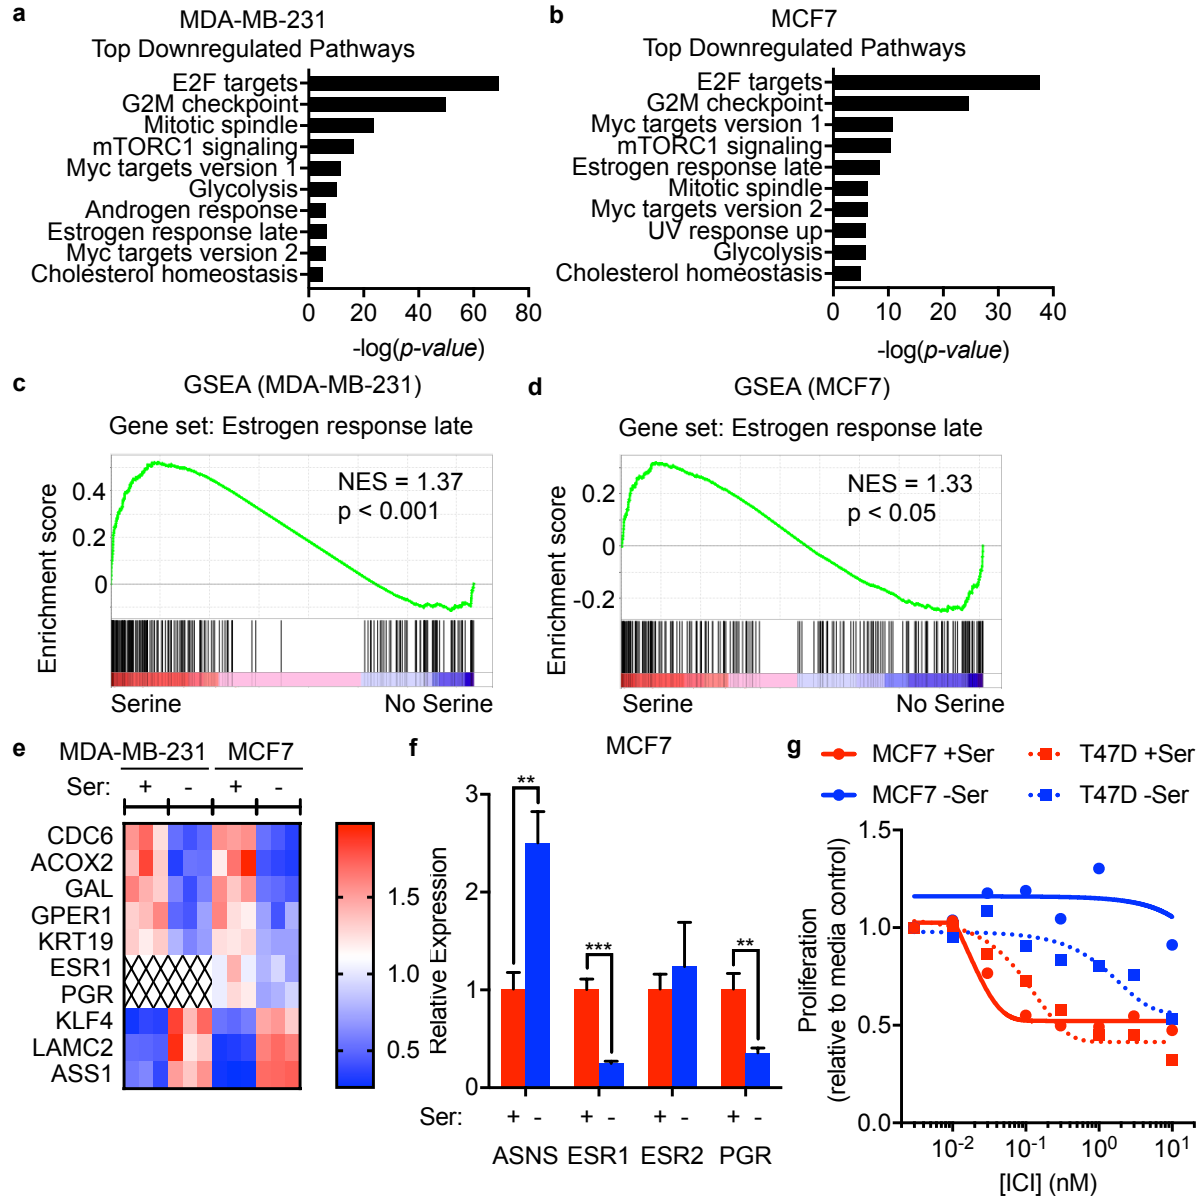 a
MDA-MB-231
Top Downregulated Pathways
E2F targets
G2M checkpoint
Mitotic spindle
mTORC1 signaling
Myc targets version 1
Glycolysis
Androgen response
Estrogen response late
Myc targets version 2
Cholesterol homeostasis
0 20 40 60 80
-log(p-value)
b
MCF7
Top Downregulated Pathways
E2F targets
G2M checkpoint
Myc targets version 1
mTORC1 signaling
Estrogen response late
Mitotic spindle
Myc targets version 2
UV response up
Glycolysis
Cholesterol homeostasis
0 10 20 30 40
-log(p-value)
c
GSEA (MDA-MB-231)
Gene set: Estrogen response late
NES = 1.37
p < 0.001
Enrichment score
0.4
0.2
0
Serine No Serine
d
GSEA (MCF7)
Gene set: Estrogen response late
NES = 1.33
p < 0.05
Enrichment score
0.2
0
-0.2
Serine No Serine
e
MDA-MB-231 MCF7
Ser: + - + -
CDC6
ACOX2
GAL
GPER1
KRT19
ESR1
PGR
KLF4
LAMC2
ASS1
1.5
1.0
0.5
f
MCF7
Relative Expression
3
2
1
0
** *** **
Ser: + - + - + - + -
ASNS ESR1 ESR2 PGR
g
MCF7 +Ser T47D +Ser
MCF7 -Ser T47D -Ser
Proliferation
(relative to media control)
1.5
1.0
0.5
0.0
10-2 10-1 100 101
[ICI] (nM)